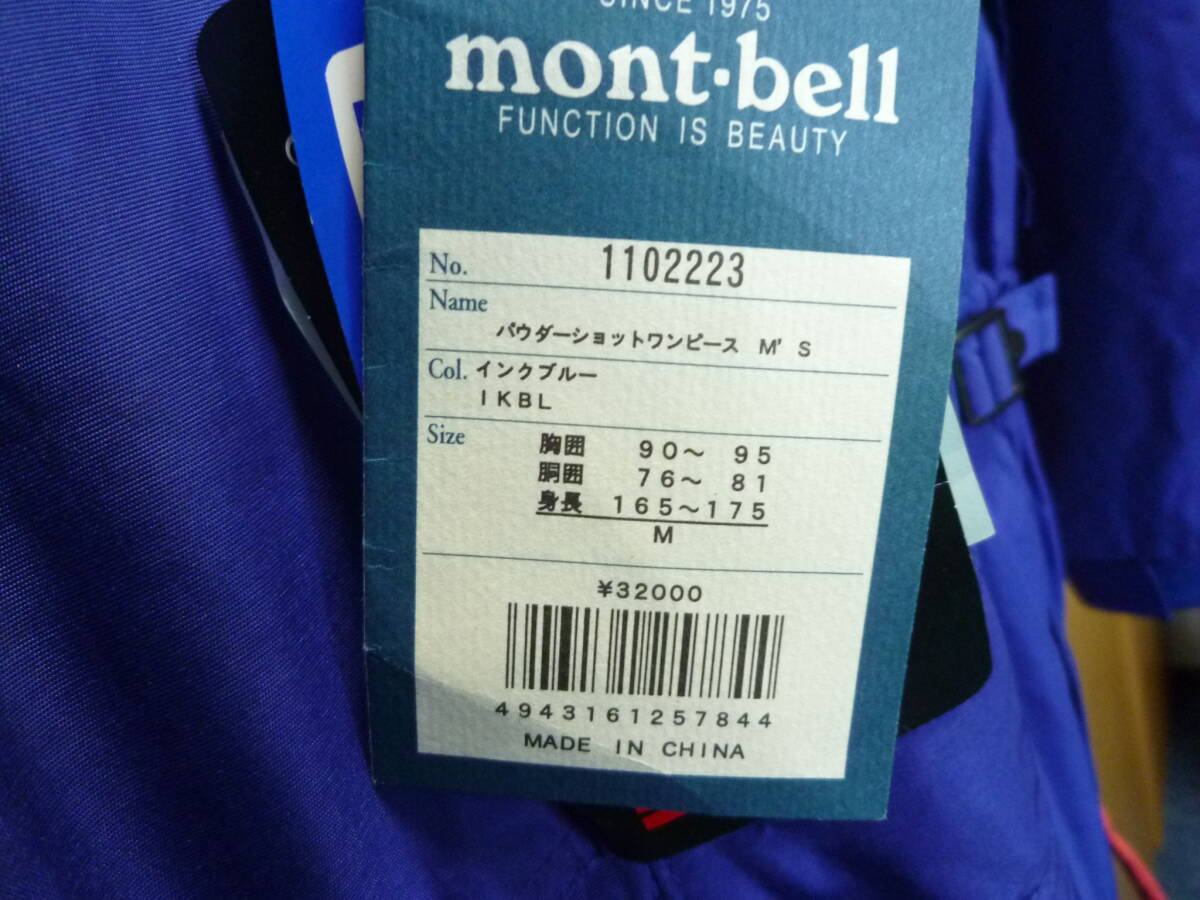 SINCE 1975
mont·bell
FUNCTION IS BEAUTY
No. 1102223
Name
パウダーショットワンピース M'S
Col. インクブルー
IKBL
Size 胸囲 90～ 95
胴囲 76～ 81
身長 165～175
M
¥32000
4943161257844
MADE IN CHINA